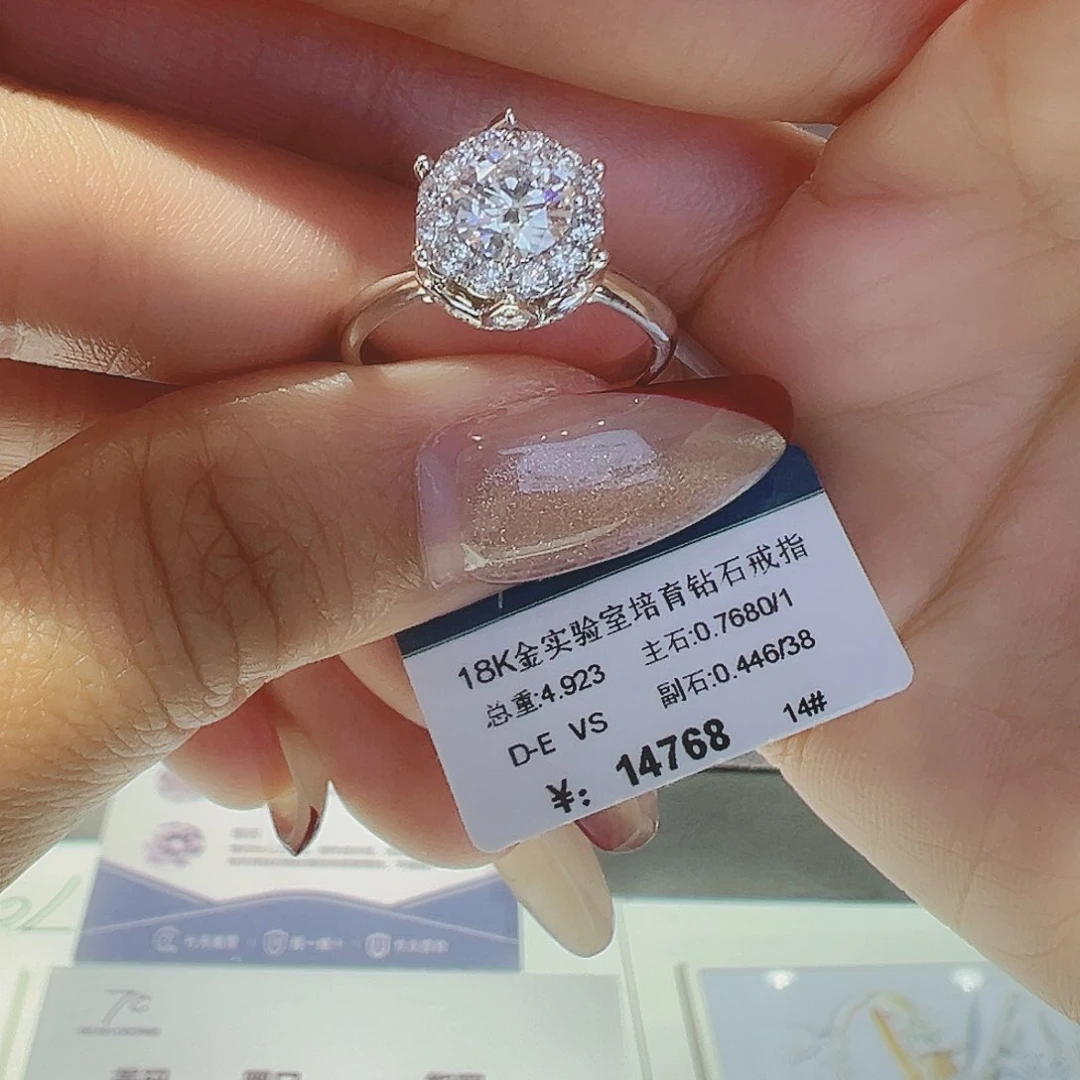 18K金实验室培育钻石戒指
总重:4.923 主石:0.7680/1
D-E VS 副石:0.446/38
¥: 14768 14#